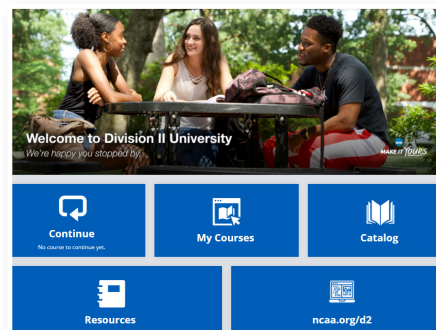 Welcome to Division II University
We're happy you stopped by.
MAKE IT YOURS
Continue
No course to continue yet.
My Courses
Catalog
Resources
ncaa.org/d2